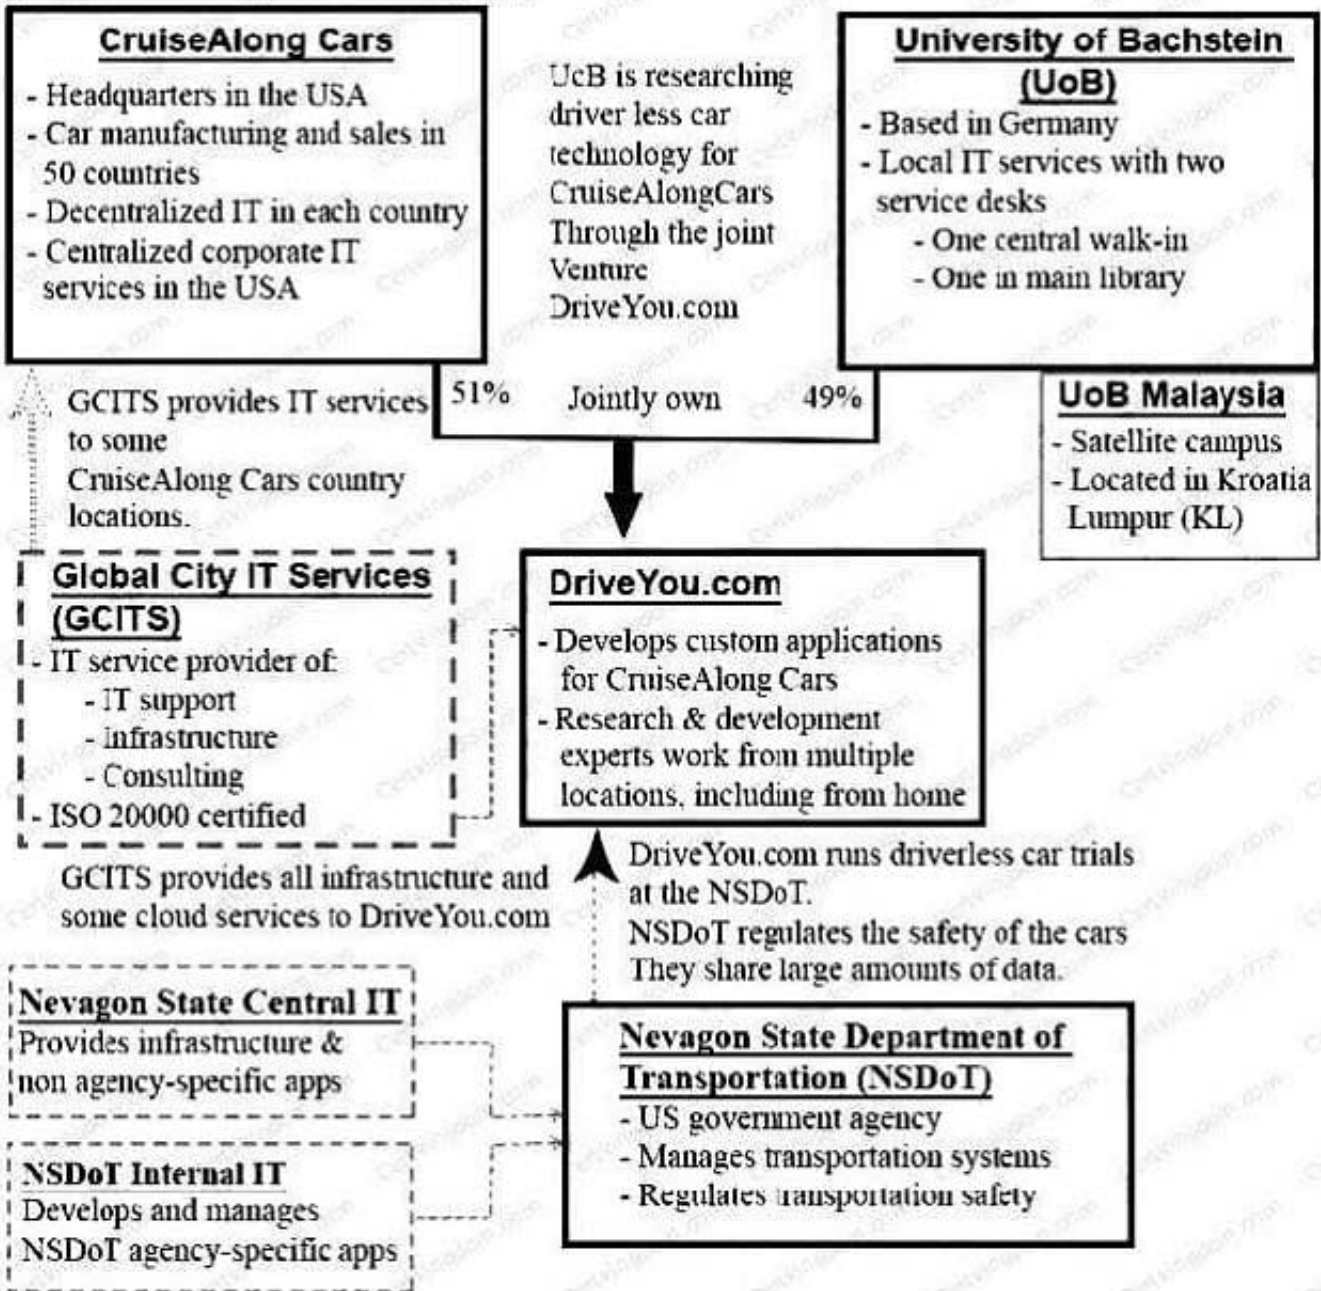 CruiseAlong Cars
- Headquarters in the USA
- Car manufacturing and sales in
50 countries
- Decentralized IT in each country
- Centralized corporate IT
services in the USA
UcB is researching
driver less car
technology for
CruiseAlongCars
Through the joint
Venture
DriveYou.com
University of Bachstein
(UoB)
- Based in Germany
- Local IT services with two
service desks
- One central walk-in
- One in main library
51% Jointly own 49%
UoB Malaysia
- Satellite campus
- Located in Kroatia
Lumpur (KL)
GCITS provides IT services
to some
CruiseAlong Cars country
locations.
Global City IT Services
(GCITS)
- IT service provider of:
- IT support
- Infrastructure
- Consulting
- ISO 20000 certified
DriveYou.com
- Develops custom applications
for CruiseAlong Cars
- Research & development
experts work from multiple
locations, including from home
GCITS provides all infrastructure and
some cloud services to DriveYou.com
DriveYou.com runs driverless car trials
at the NSDoT.
NSDoT regulates the safety of the cars
They share large amounts of data.
Nevagon State Central IT
Provides infrastructure &
non agency-specific apps
NSDoT Internal IT
Develops and manages
NSDoT agency-specific apps
Nevagon State Department of
Transportation (NSDoT)
- US government agency
- Manages transportation systems
- Regulates transportation safety